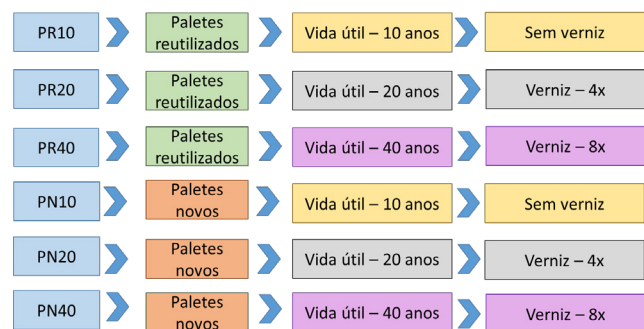 PR10
Paletes
reutilizados
Vida útil – 10 anos
Sem verniz
PR20
Paletes
reutilizados
Vida útil – 20 anos
Verniz – 4x
PR40
Paletes
reutilizados
Vida útil – 40 anos
Verniz – 8x
PN10
Paletes
novos
Vida útil – 10 anos
Sem verniz
PN20
Paletes
novos
Vida útil – 20 anos
Verniz – 4x
PN40
Paletes
novos
Vida útil – 40 anos
Verniz – 8x